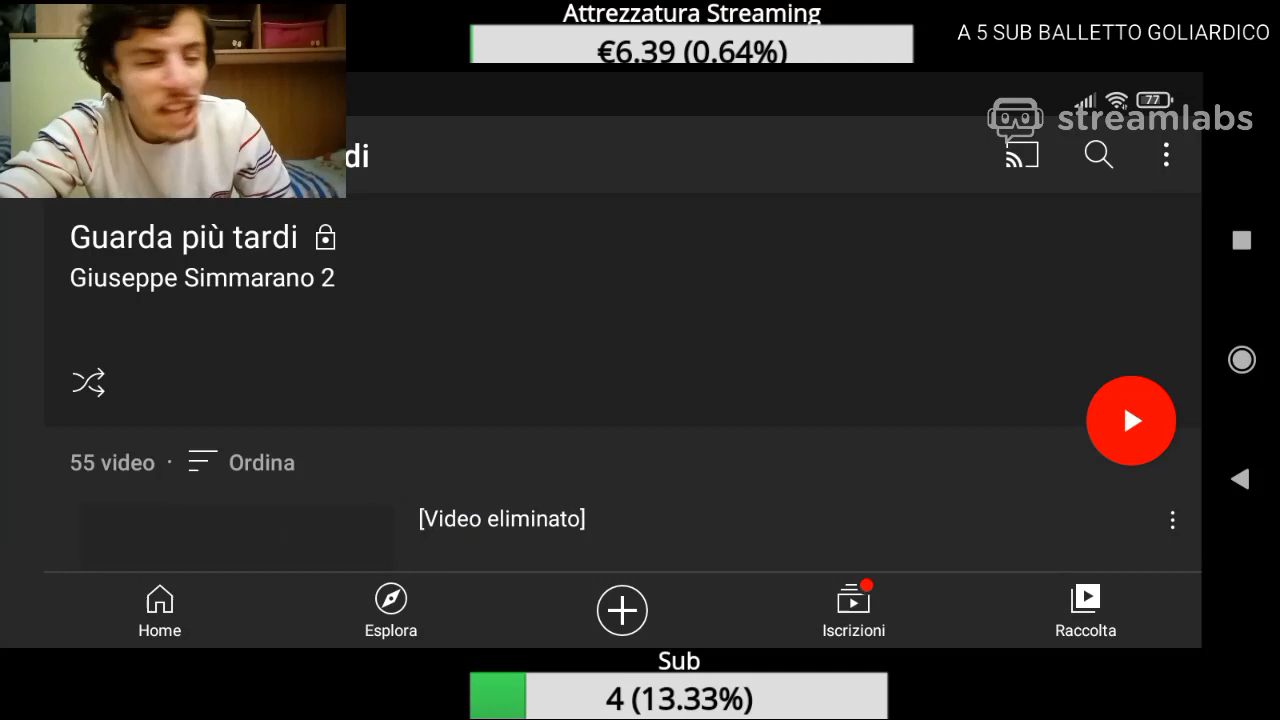 Attrezzatura Streaming
€6.39 (0.64%)
A 5 SUB BALLETTO GOLIARDICO
77
streamlabs
di
Guarda più tardi
Giuseppe Simmarano 2
55 video · Ordina
[Video eliminato]
Home
Esplora
Iscrizioni
Raccolta
Sub
4 (13.33%)